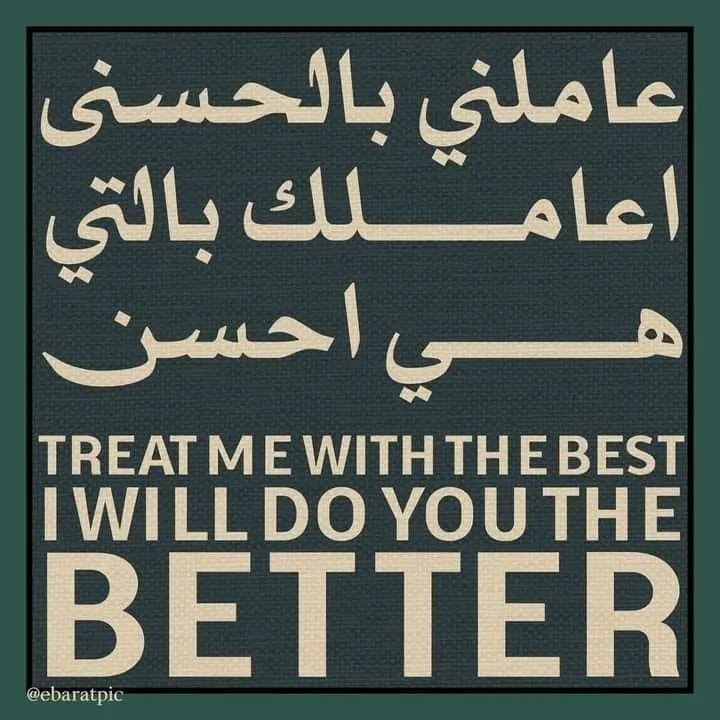 عاملني بالحسنى
اعامـــلك بالتي
هـــي احسن
TREAT ME WITH THE BEST
I WILL DO YOU THE
BETTER
@ebaratpic